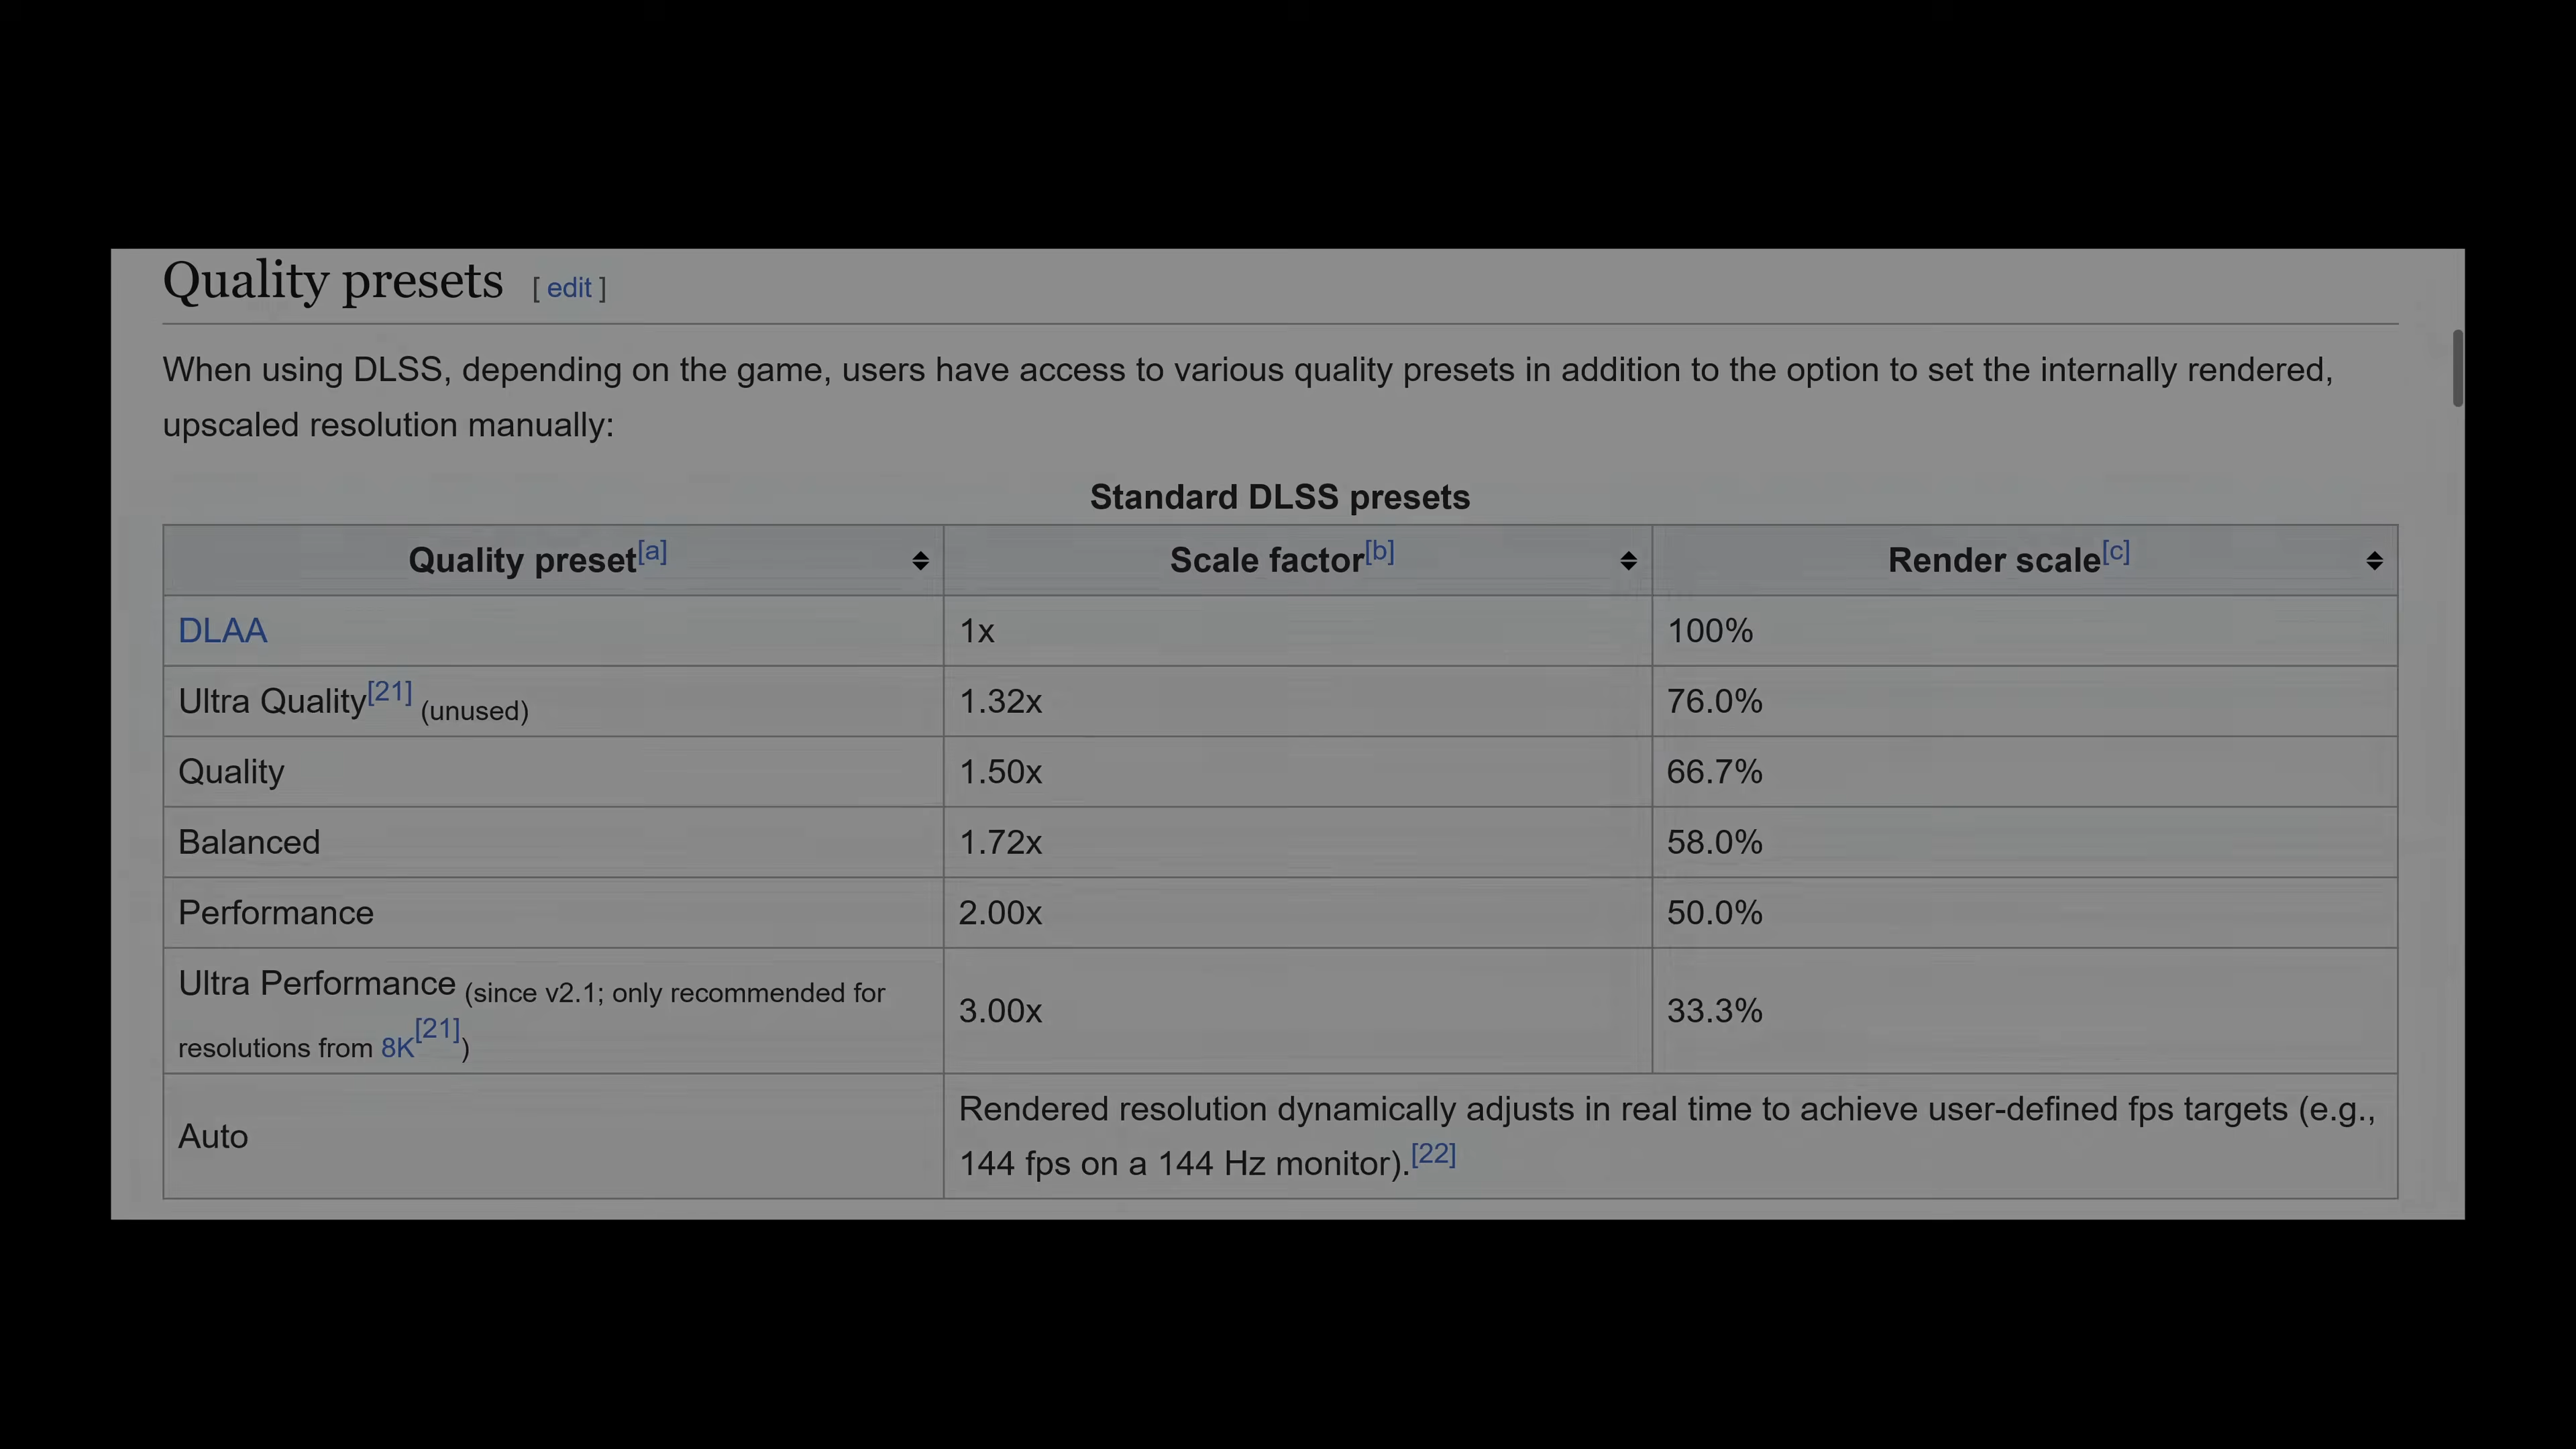 Quality presets [ edit ]
When using DLSS, depending on the game, users have access to various quality presets in addition to the option to set the internally rendered,
upscaled resolution manually:
Standard DLSS presets
Quality preset[a] Scale factor[b] Render scale[c]
DLAA 1x 100%
Ultra Quality[21] (unused) 1.32x 76.0%
Quality 1.50x 66.7%
Balanced 1.72x 58.0%
Performance 2.00x 50.0%
Ultra Performance (since v2.1; only recommended for
resolutions from 8K[21]) 3.00x 33.3%
Auto Rendered resolution dynamically adjusts in real time to achieve user-defined fps targets (e.g.,
144 fps on a 144 Hz monitor).[22]